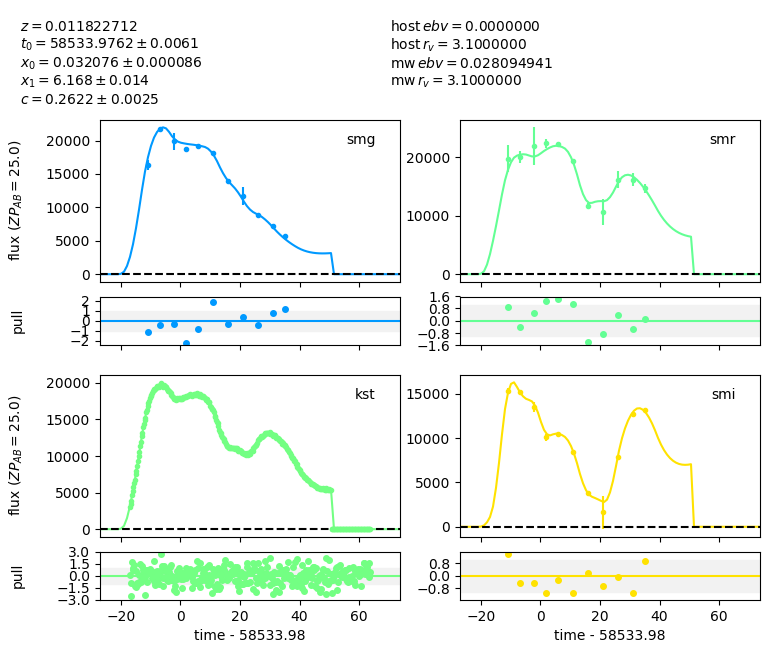 z = 0.011822712
t₀ = 58533.9762 ± 0.0061
x₀ = 0.032076 ± 0.000086
x₁ = 6.168 ± 0.014
c = 0.2622 ± 0.0025
host ebv = 0.0000000
host r_v = 3.1000000
mw ebv = 0.028094941
mw r_v = 3.1000000
flux (ZP_AB = 25.0)
20000
15000
10000
5000
0
smg
20000
10000
0
smr
pull
2
1
0
−1
−2
1.6
0.8
0.0
−0.8
−1.6
flux (ZP_AB = 25.0)
20000
15000
10000
5000
0
kst
15000
10000
5000
0
smi
pull
3.0
1.5
0.0
−1.5
−3.0
−20 0 20 40 60
time - 58533.98
0.8
0.0
−0.8
−20 0 20 40 60
time - 58533.98